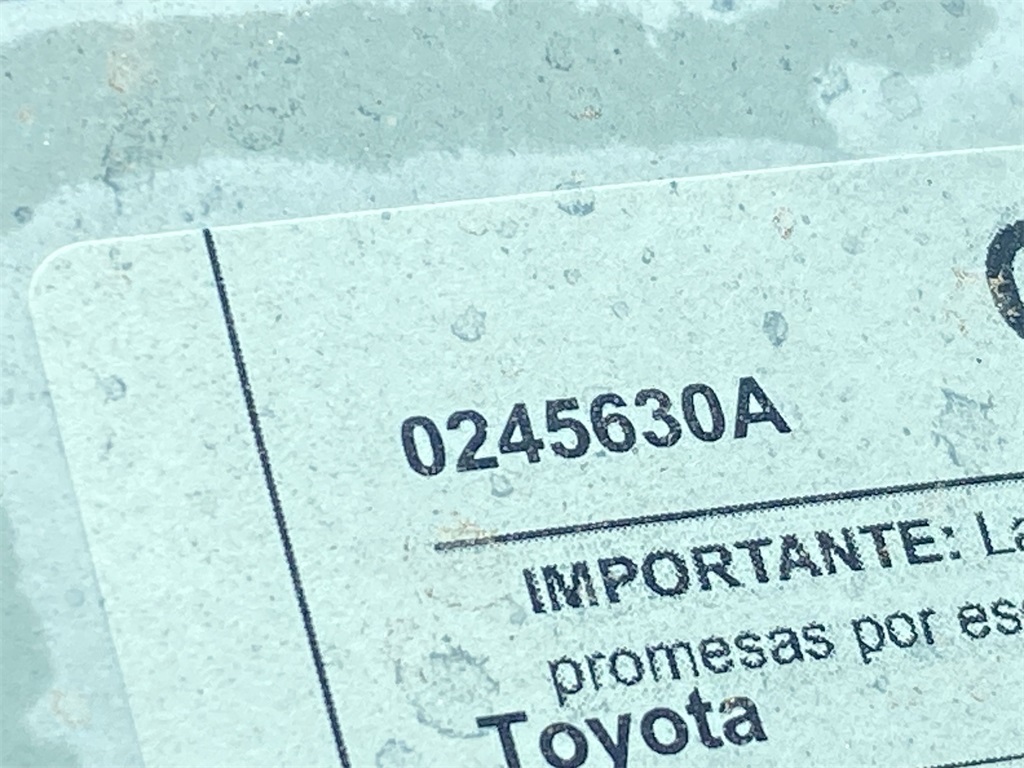 0245630A
IMPORTANTE:
promesas por
Toyota